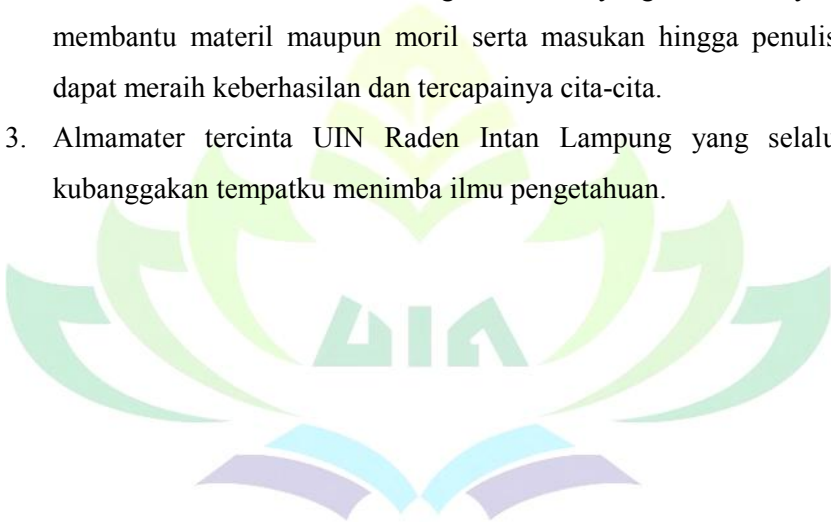 membantu materil maupun moril serta masukan hingga penulis
dapat meraih keberhasilan dan tercapainya cita-cita.
3. Almamater tercinta UIN Raden Intan Lampung yang selalu
kubanggakan tempatku menimba ilmu pengetahuan.
UIN